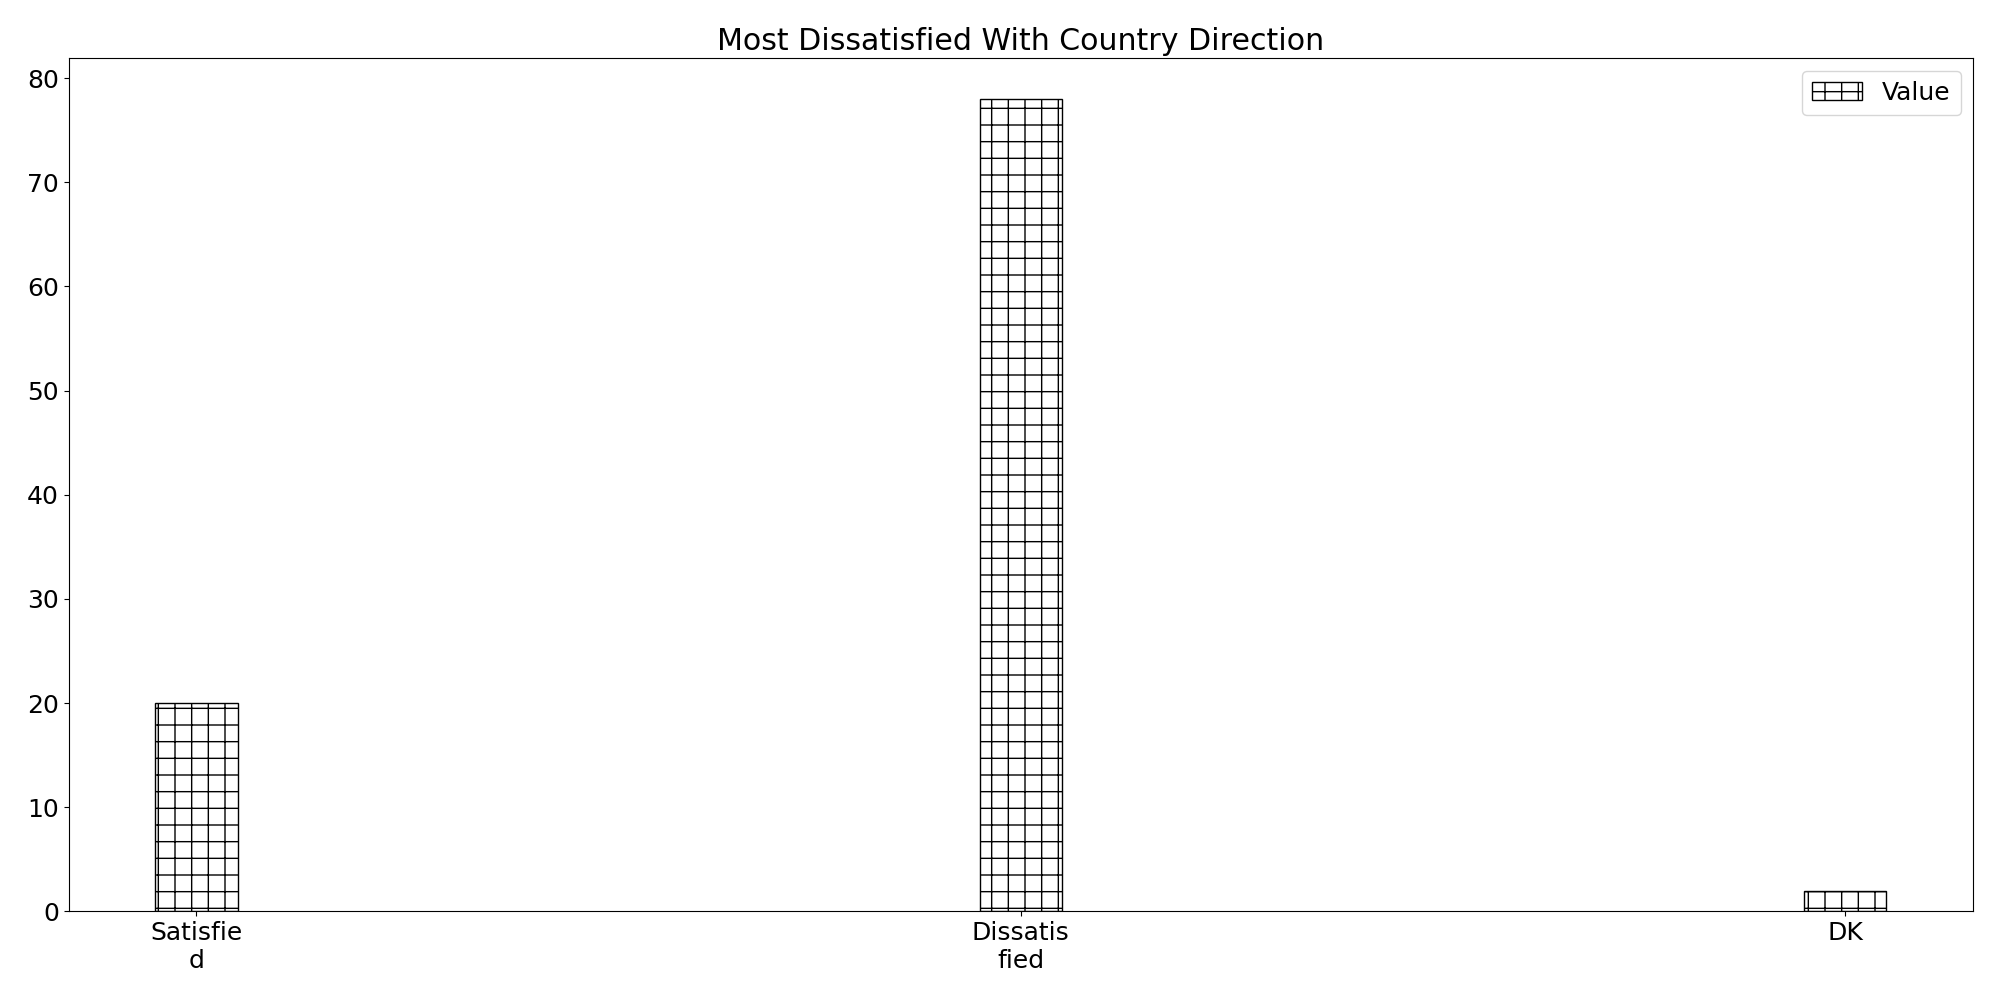 Most Dissatisfied With Country Direction
Value
80
70
60
50
40
30
20
10
0
Satisfie
d
Dissatis
fied
DK